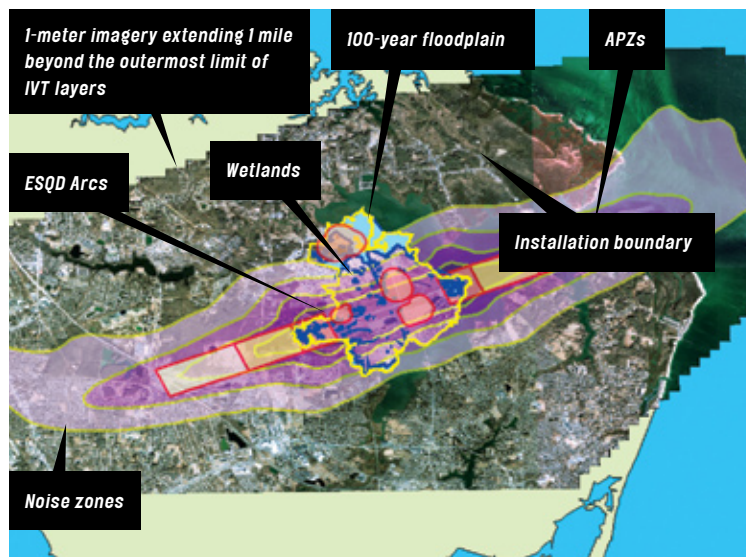 1-meter imagery extending 1 mile
beyond the outermost limit of
IVT layers
100-year floodplain
APZs
ESQD Arcs
Wetlands
Installation boundary
Noise zones